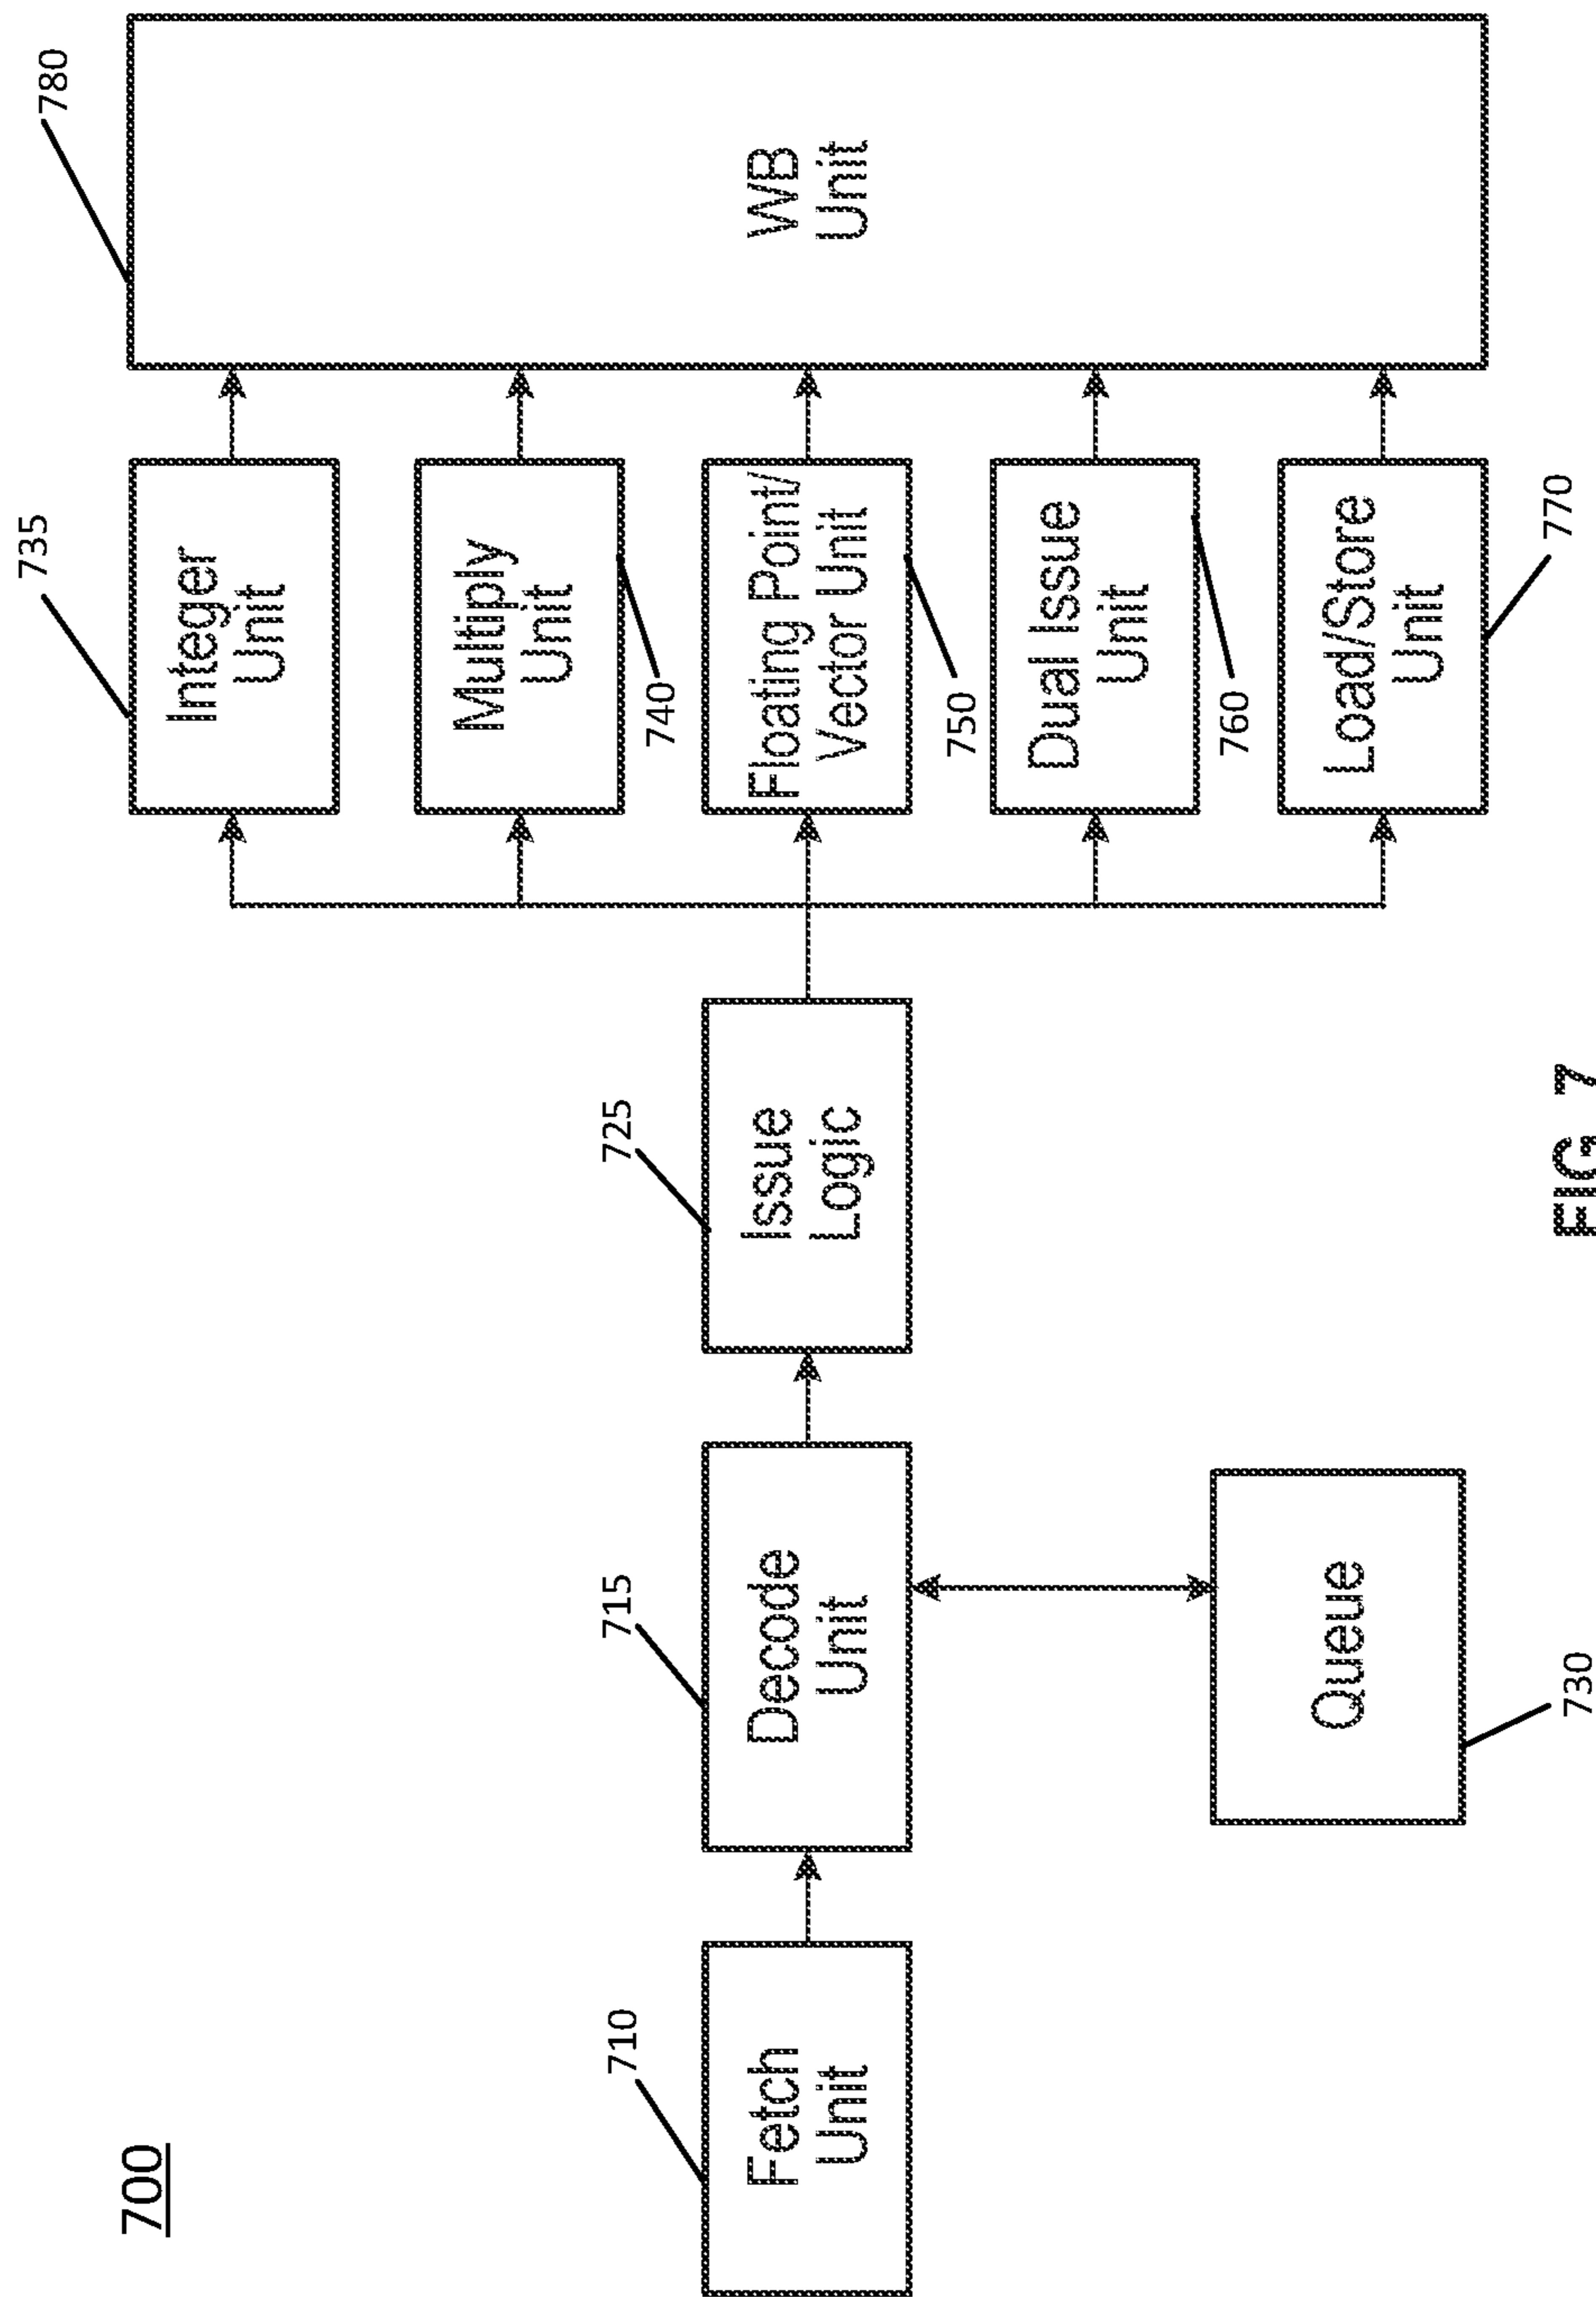 700
710
Fetch
Unit
715
Decode
Unit
Queue
730
725
Issue
Logic
735
Integer
Unit
Multiply
Unit
740
Floating Point/
Vector Unit
750
Dual Issue
Unit
760
Load/Store
Unit
770
780
WB
Unit
FIG. 7